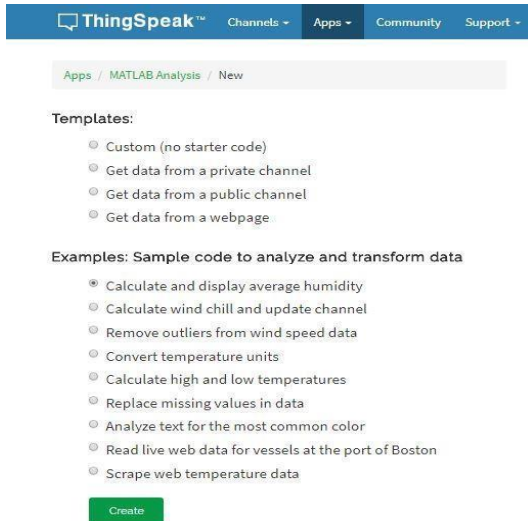 ThingSpeak™ Channels Apps Community Support
Apps / MATLAB Analysis / New
Templates:
Custom (no starter code)
Get data from a private channel
Get data from a public channel
Get data from a webpage
Examples: Sample code to analyze and transform data
Calculate and display average humidity
Calculate wind chill and update channel
Remove outliers from wind speed data
Convert temperature units
Calculate high and low temperatures
Replace missing values in data
Analyze text for the most common color
Read live web data for vessels at the port of Boston
Scrape web temperature data
Create